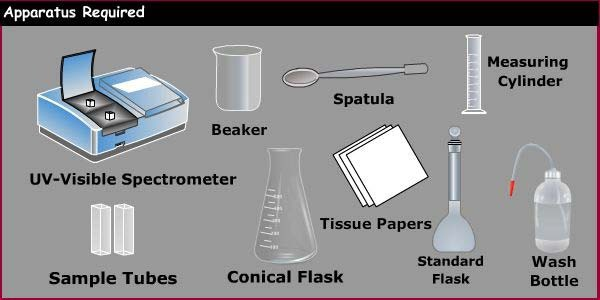 Apparatus Required
Measuring
Cylinder
Beaker
Spatula
UV-Visible Spectrometer
Tissue Papers
Sample Tubes
Conical Flask
Standard
Flask
Wash
Bottle